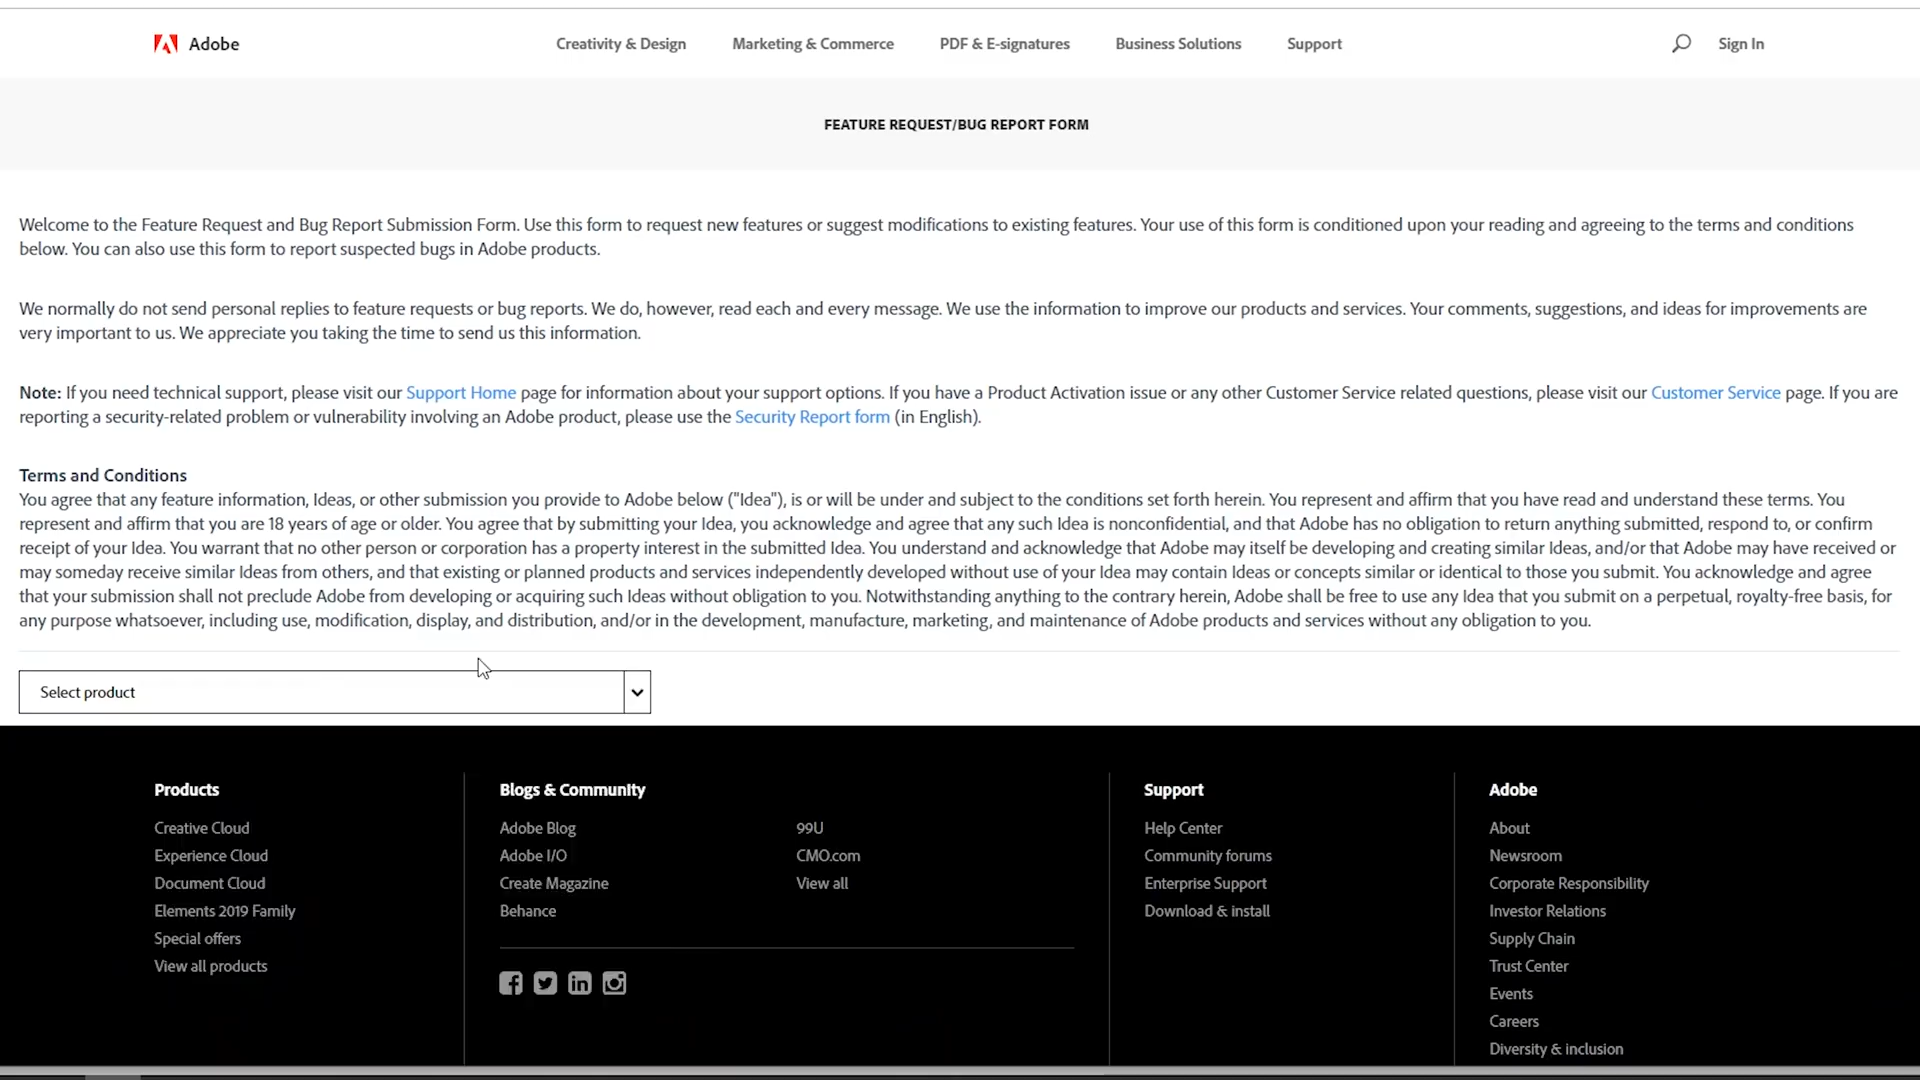 Adobe
Creativity & Design
Marketing & Commerce
PDF & E-signatures
Business Solutions
Support
Sign In
FEATURE REQUEST/BUG REPORT FORM
Welcome to the Feature Request and Bug Report Submission Form. Use this form to request new features or suggest modifications to existing features. Your use of this form is conditioned upon your reading and agreeing to the terms and conditions
below. You can also use this form to report suspected bugs in Adobe products.
We normally do not send personal replies to feature requests or bug reports. We do, however, read each and every message. We use the information to improve our products and services. Your comments, suggestions, and ideas for improvements are
very important to us. We appreciate you taking the time to send us this information.
Note: If you need technical support, please visit our Support Home page for information about your support options. If you have a Product Activation issue or any other Customer Service related questions, please visit our Customer Service page. If you are
reporting a security-related problem or vulnerability involving an Adobe product, please use the Security Report form (in English).
Terms and Conditions
You agree that any feature information, Ideas, or other submission you provide to Adobe below ("Idea"), is or will be under and subject to the conditions set forth herein. You represent and affirm that you have read and understand these terms. You
represent and affirm that you are 18 years of age or older. You agree that by submitting your Idea, you acknowledge and agree that any such Idea is nonconfidential, and that Adobe has no obligation to return anything submitted, respond to, or confirm
receipt of your Idea. You warrant that no other person or corporation has a property interest in the submitted Idea. You understand and acknowledge that Adobe may itself be developing and creating similar Ideas, and/or that Adobe may have received or
may someday receive similar Ideas from others, and that existing or planned products and services independently developed without use of your Idea may contain Ideas or concepts similar or identical to those you submit. You acknowledge and agree
that your submission shall not preclude Adobe from developing or acquiring such Ideas without obligation to you. Notwithstanding anything to the contrary herein, Adobe shall be free to use any Idea that you submit on a perpetual, royalty-free basis, for
any purpose whatsoever, including use, modification, display, and distribution, and/or in the development, manufacture, marketing, and maintenance of Adobe products and services without any obligation to you.
Select product
Products
Creative Cloud
Experience Cloud
Document Cloud
Elements 2019 Family
Special offers
View all products
Blogs & Community
Adobe Blog
Adobe I/O
Create Magazine
Behance
99U
CMO.com
View all
Support
Help Center
Community forums
Enterprise Support
Download & install
Adobe
About
Newsroom
Corporate Responsibility
Investor Relations
Supply Chain
Trust Center
Events
Careers
Diversity & inclusion